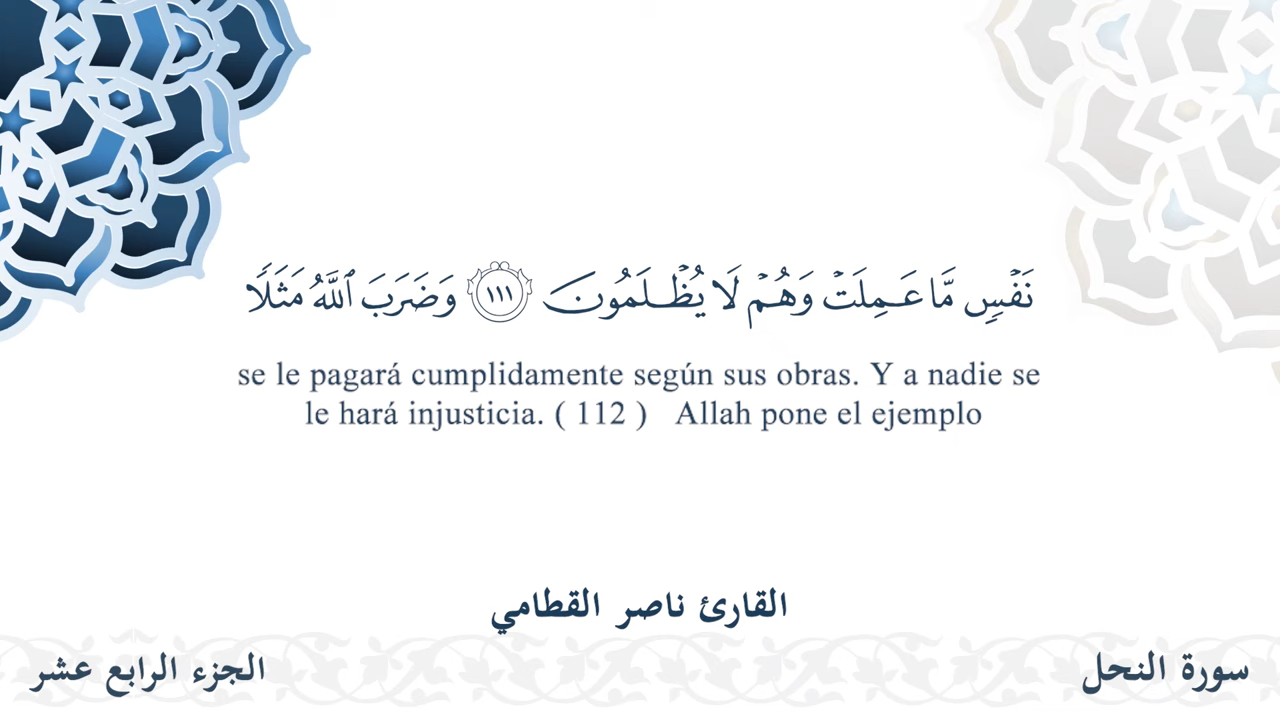 نَفْسٍ مَّا عَمِلَتْ وَهُمْ لَا يُظْلَمُونَ ١١١ وَضَرَبَ ٱللَّهُ مَثَلًا
se le pagará cumplidamente según sus obras. Y a nadie se
le hará injusticia. ( 112 ) Allah pone el ejemplo
القارئ ناصر القطامي
سورة النحل
الجزء الرابع عشر